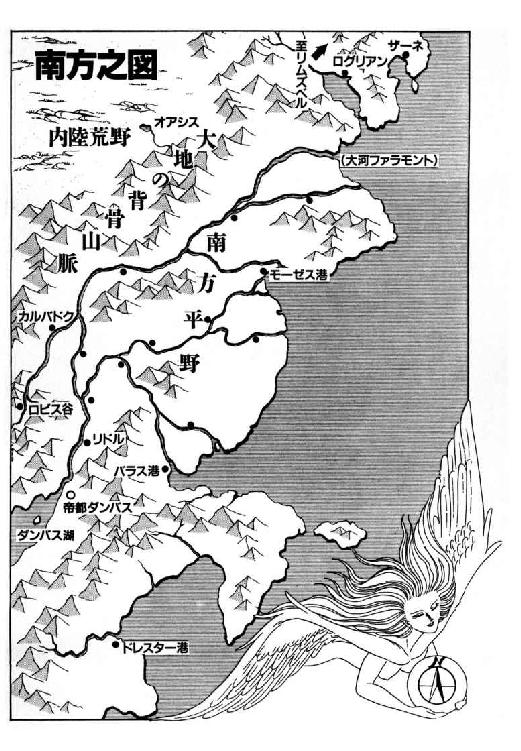 南方之図
至リムズベル
ザーネ
ログリアン
オアシス
内陸荒野
大地の背骨山脈
(大河ファラモント)
南方平野
モーゼス港
カルバドク
ロビス谷
リドル
パラス港
帝都ダンバス
ダンバス湖
ドレスター港
N